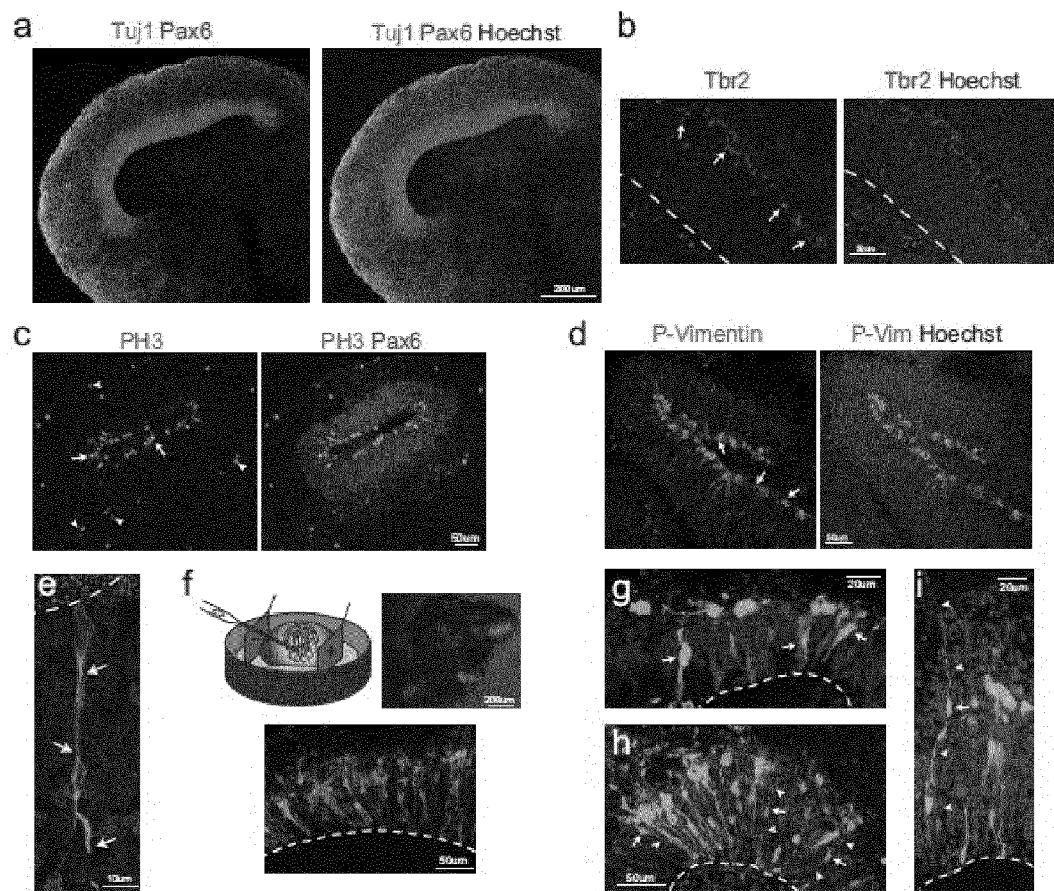 a
Tuj1 Pax6
Tuj1 Pax6 Hoechst
200um
b
Tbr2
Tbr2 Hoechst
c
PH3
PH3 Pax6
50um
d
P-Vimentin
P-Vim Hoechst
50um
e
10um
f
200um
50um
g
20um
h
50um
i
20um